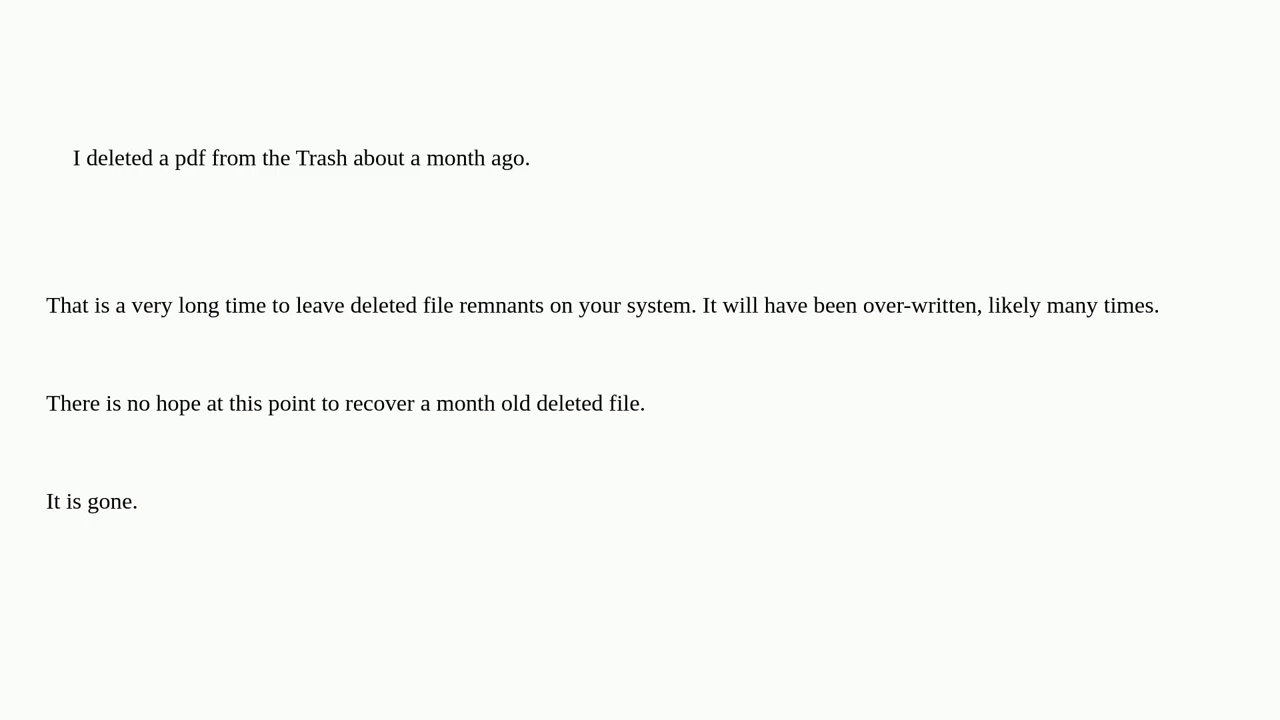 I deleted a pdf from the Trash about a month ago.
That is a very long time to leave deleted file remnants on your system. It will have been over-written, likely many times.
There is no hope at this point to recover a month old deleted file.
It is gone.